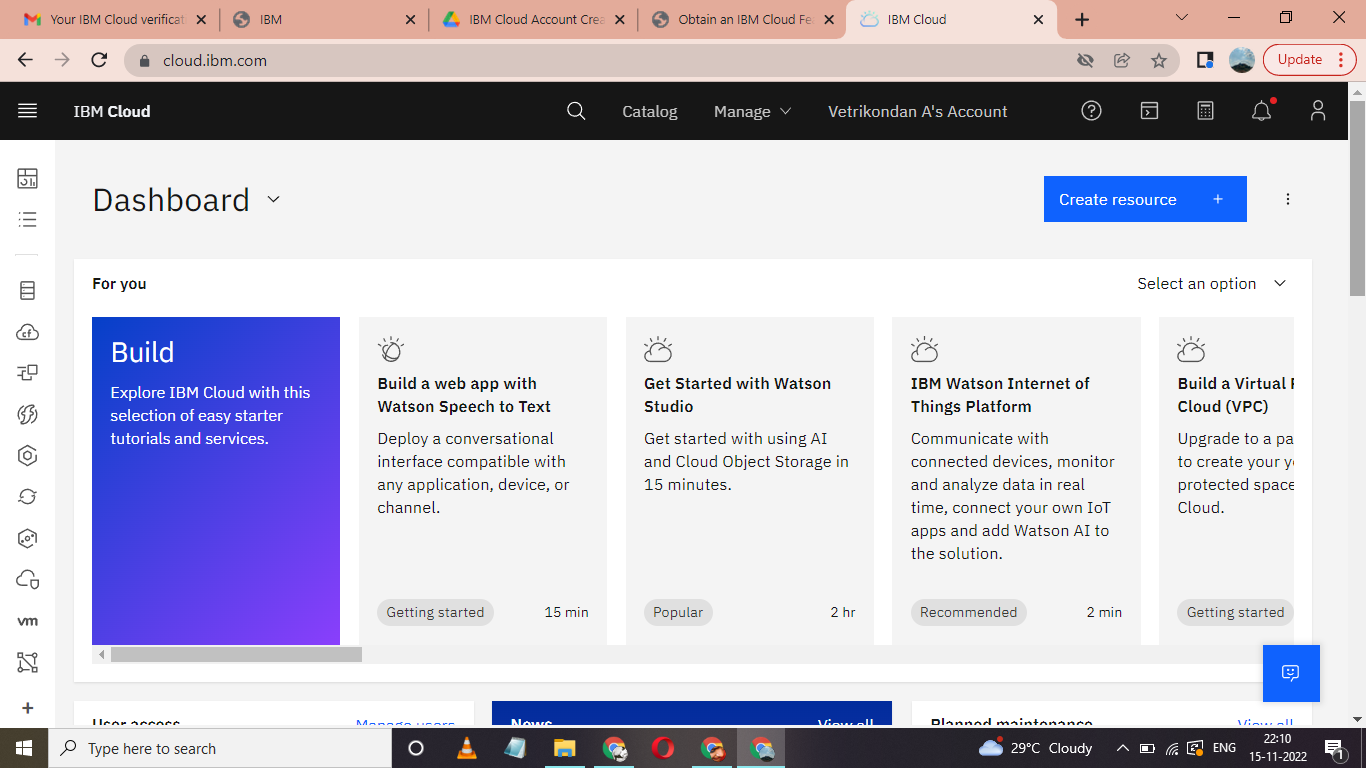 Your IBM Cloud verificati
IBM
IBM Cloud Account Crea
Obtain an IBM Cloud Fe
IBM Cloud
cloud.ibm.com
Update
IBM Cloud
Catalog
Manage
Vetrikondan A's Account
Dashboard
Create resource +
For you
Select an option
Build
Explore IBM Cloud with this
selection of easy starter
tutorials and services.
Build a web app with
Watson Speech to Text
Deploy a conversational
interface compatible with
any application, device, or
channel.
Getting started
15 min
Get Started with Watson
Studio
Get started with using AI
and Cloud Object Storage in
15 minutes.
Popular
2 hr
IBM Watson Internet of
Things Platform
Communicate with
connected devices, monitor
and analyze data in real
time, connect your own IoT
apps and add Watson AI to
the solution.
Recommended
2 min
Build a Virtual P
Cloud (VPC)
Upgrade to a pa
to create your y
protected space
Cloud.
Getting started
cf
vm
User access
Manage users
News
View all
Planned maintenance
View all
Type here to search
29°C Cloudy
ENG
22:10
15-11-2022
1